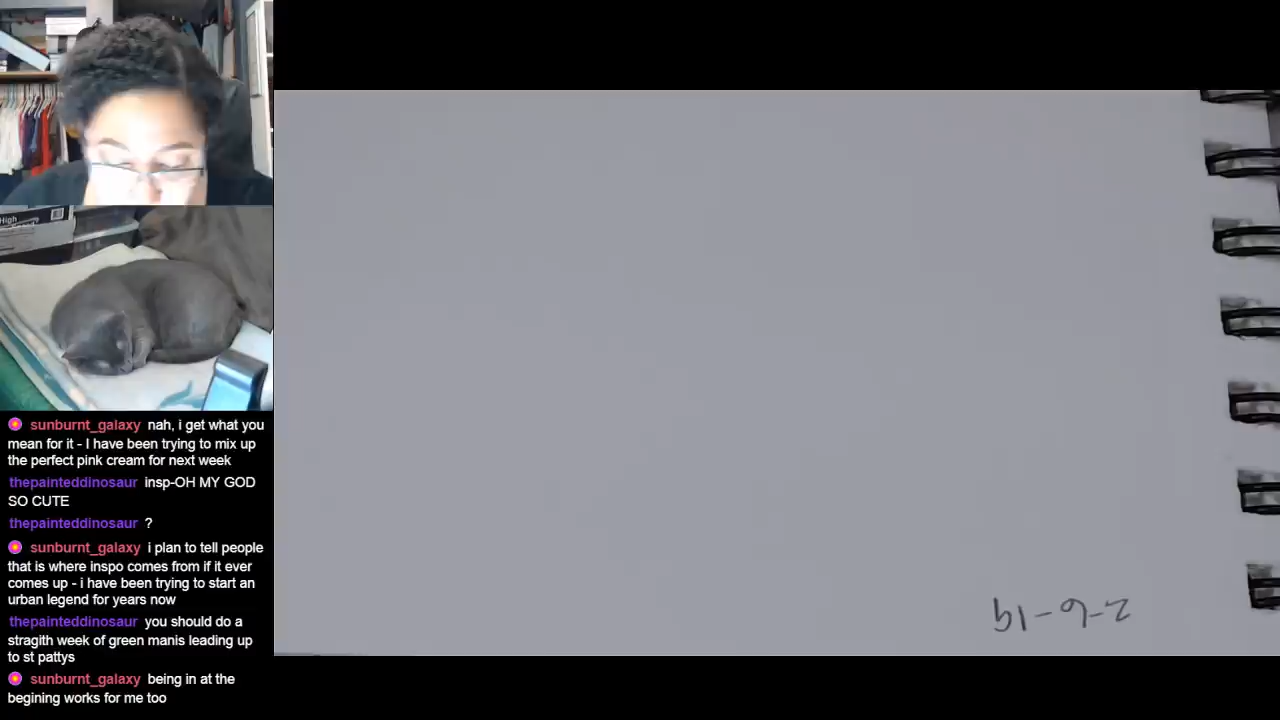 High
sunburnt_galaxy nah, i get what you
mean for it - I have been trying to mix up
the perfect pink cream for next week
thepainteddinosaur insp-OH MY GOD
SO CUTE
thepainteddinosaur ?
sunburnt_galaxy i plan to tell people
that is where inspo comes from if it ever
comes up - i have been trying to start an
urban legend for years now
thepainteddinosaur you should do a
stragith week of green manis leading up
to st pattys
sunburnt_galaxy being in at the
begining works for me too
2-6-19